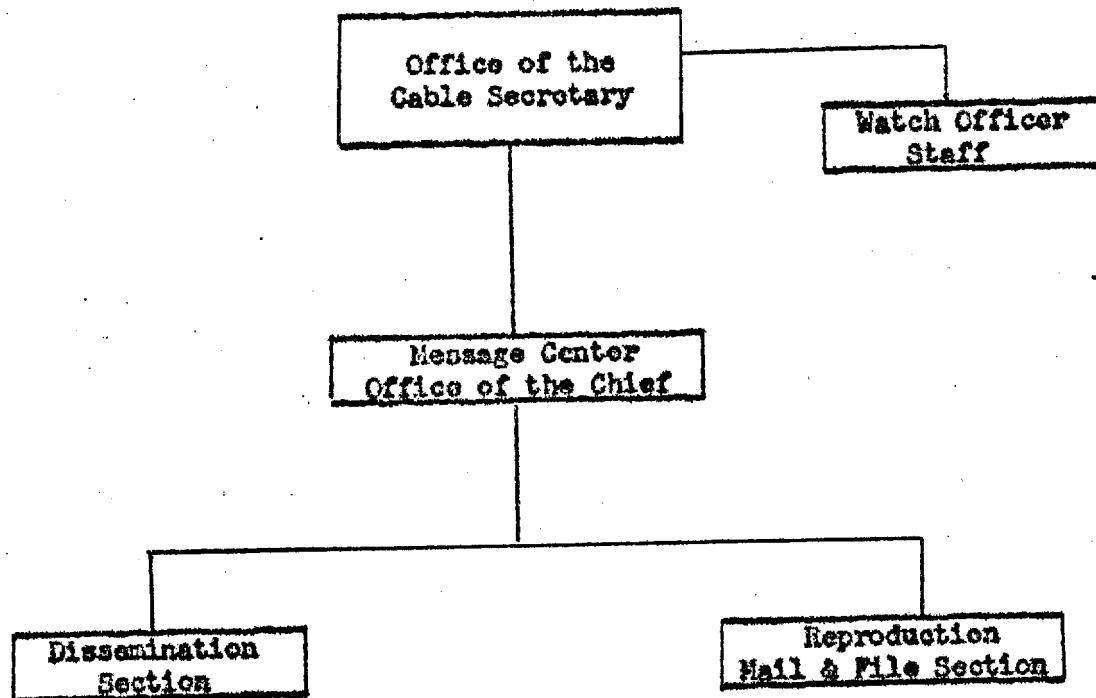 Office of the
Cable Secretary
Watch Officer
Staff
Message Center
Office of the Chief
Dissemination
Section
Reproduction
Mail & File Section